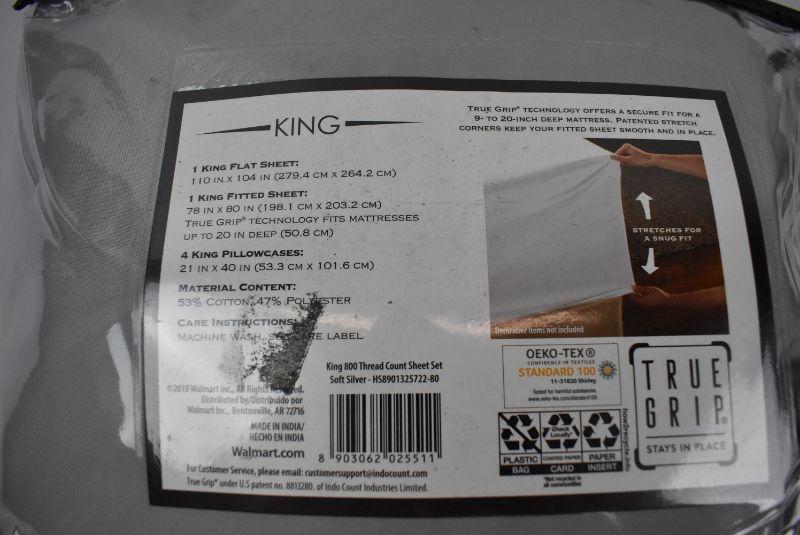 KING
1 KING FLAT SHEET:
110 IN X 104 IN (279.4 CM X 264.2 CM)
1 KING FITTED SHEET:
78 IN X 80 IN (198.1 CM X 203.2 CM)
TRUE GRIP® TECHNOLOGY FITS MATTRESSES
UP TO 20 IN DEEP (50.8 CM)
4 KING PILLOWCASES:
21 IN X 40 IN (53.3 CM X 101.6 CM)
MATERIAL CONTENT:
53% COTTON, 47% POLYESTER
CARE INSTRUCTIONS:
MACHINE WASH, LABEL
©2019 Walmart Inc., All Rights Reserved.
Distributed by/Distribuido por
Walmart Inc., Bentonville, AR 72716
MADE IN INDIA/
HECHO EN INDIA
Walmart.com
For Customer Service, please email: customersupport@indocount.com
True Grip® under U.S patent no. 8813280. of Indo Count Industries Limited.
King 800 Thread Count Sheet Set
Soft Silver - HS8901325722-80
8 903062 025511
TRUE GRIP® TECHNOLOGY OFFERS A SECURE FIT FOR A
9- TO 20-INCH DEEP MATTRESS. PATENTED STRETCH
CORNERS KEEP YOUR FITTED SHEET SMOOTH AND IN PLACE.
STRETCHES FOR
A SNUG FIT
Decorative items not included
OEKO-TEX®
CONFIDENCE IN TEXTILES
STANDARD 100
11-31820 Shirley
Tested for harmful substances.
www.oeko-tex.com/standard100
Check
Locally*
PLASTIC
BAG
COATED PAPER
CARD
PAPER
INSERT
*Not recycled in
all communities
how2recycle.info
TRUE
GRIP®
STAYS IN PLACE